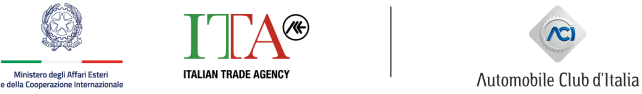 Ministero degli Affari Esteri
e della Cooperazione Internazionale
ITA
ITALIAN TRADE AGENCY
ACI
Automobile Club d'Italia